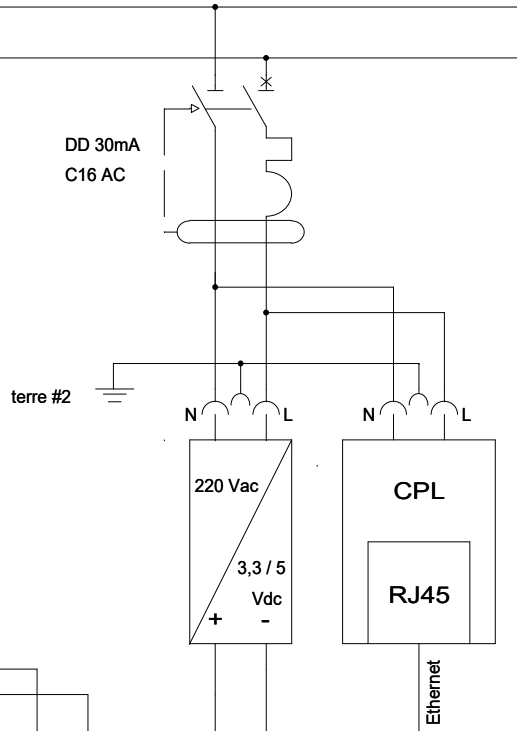 DD 30mA
C16 AC
terre #2
N
L
N
L
220 Vac
3,3 / 5
Vdc
+
-
CPL
RJ45
Ethernet